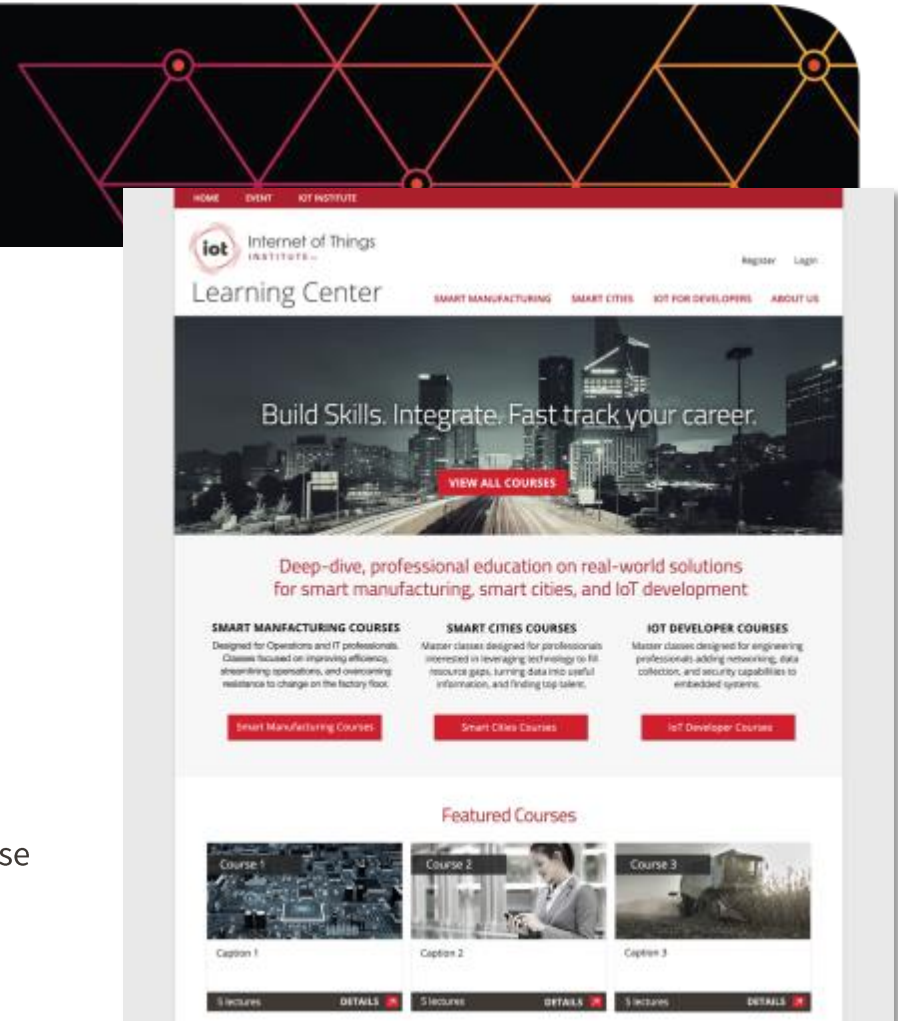 HOME EVENT IOT INSTITUTE
iot Internet of Things
INSTITUTE
Register Login
Learning Center
SMART MANUFACTURING SMART CITIES IOT FOR DEVELOPERS ABOUT US
Build Skills. Integrate. Fast track your career.
VIEW ALL COURSES
Deep-dive, professional education on real-world solutions
for smart manufacturing, smart cities, and IoT development
SMART MANFACTURING COURSES
Designed for Operations and IT professionals.
Classes focused on improving efficiency,
streamlining operations, and overcoming
resistance to change on the factory floor.
Smart Manufacturing Courses
SMART CITIES COURSES
Master classes designed for professionals
interested in leveraging technology to fill
resource gaps, turning data into useful
information, and finding top talent.
Smart Cities Courses
IOT DEVELOPER COURSES
Master classes designed for engineering
professionals adding networking, data
collection, and security capabilities to
embedded systems.
IoT Developer Courses
se
Featured Courses
Course 1
Caption 1
5 lectures DETAILS
Course 2
Caption 2
5 lectures DETAILS
Course 3
Caption 3
5 lectures DETAILS